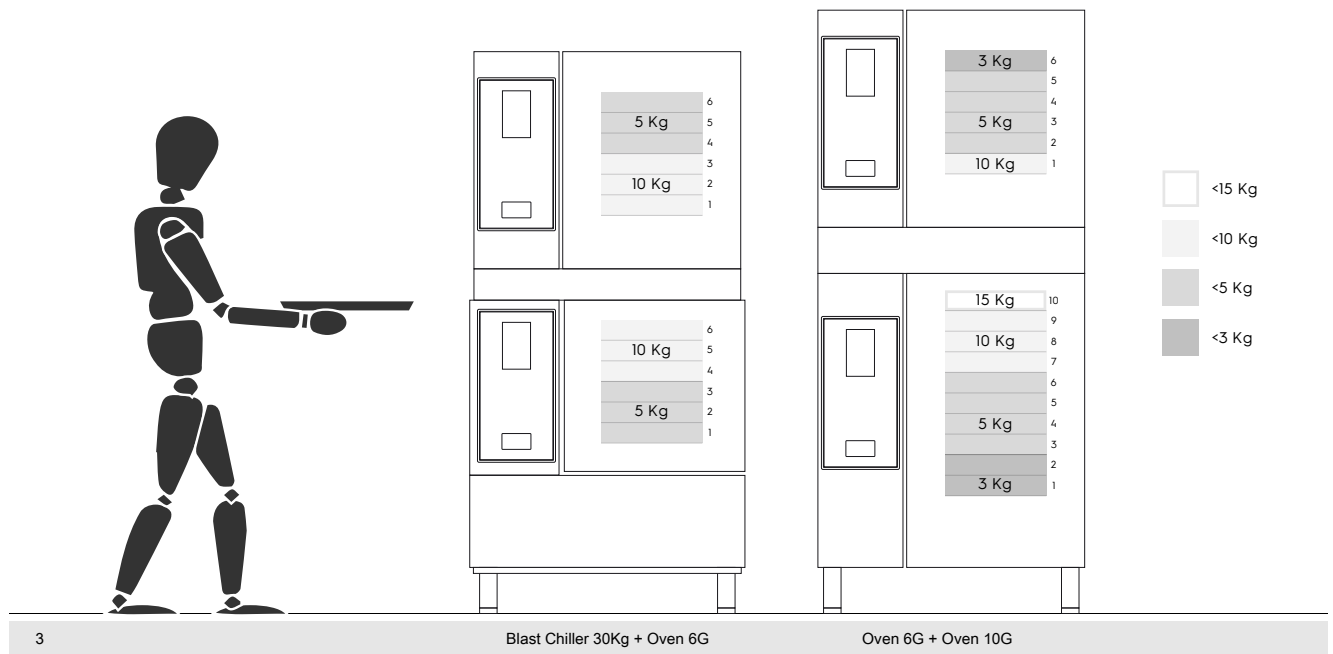 6
5 Kg 5
4
3
10 Kg 2
1
6
10 Kg 5
4
3
5 Kg 2
1
3 Kg 6
5
4
5 Kg 3
2
10 Kg 1
15 Kg 10
9
10 Kg 8
7
6
5
5 Kg 4
3
2
3 Kg 1
<15 Kg
<10 Kg
<5 Kg
<3 Kg
3 Blast Chiller 30Kg + Oven 6G Oven 6G + Oven 10G